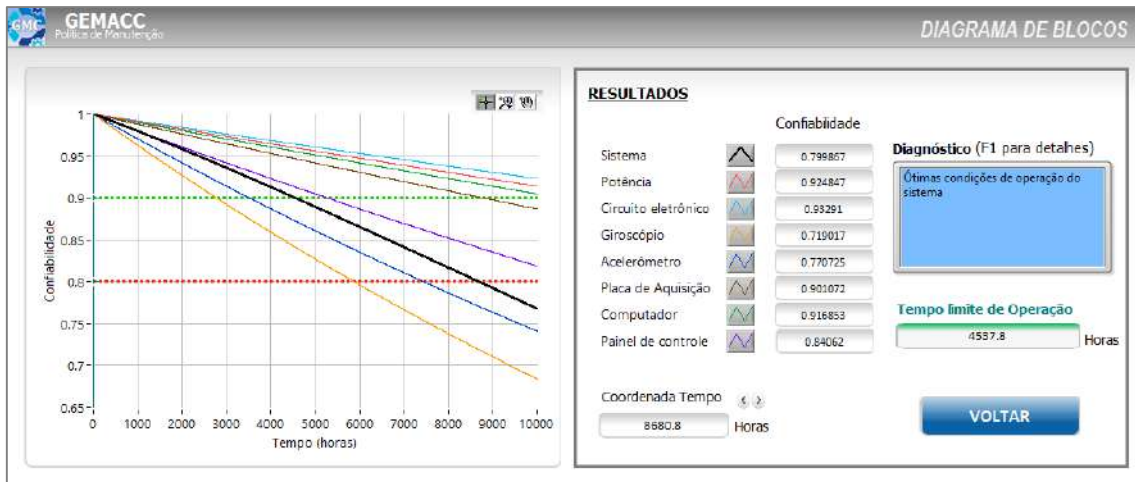 GMC
GEMACC
Política de Manutenção
DIAGRAMA DE BLOCOS
Confiabilidade
1
0.95
0.9
0.85
0.8
0.75
0.7
0.65
0 1000 2000 3000 4000 5000 6000 7000 8000 9000 10000
Tempo (horas)
RESULTADOS
Confiabilidade
Sistema 0.799867
Potência 0.924847
Circuito eletrônico 0.93291
Giroscópio 0.719017
Acelerômetro 0.770725
Placa de Aquisição 0.901072
Computador 0.916853
Painel de controle 0.84062
Coordenada Tempo
8680.8 Horas
Diagnóstico (F1 para detalhes)
Ótimas condições de operação do
sistema
Tempo limite de Operação
4537.8 Horas
VOLTAR